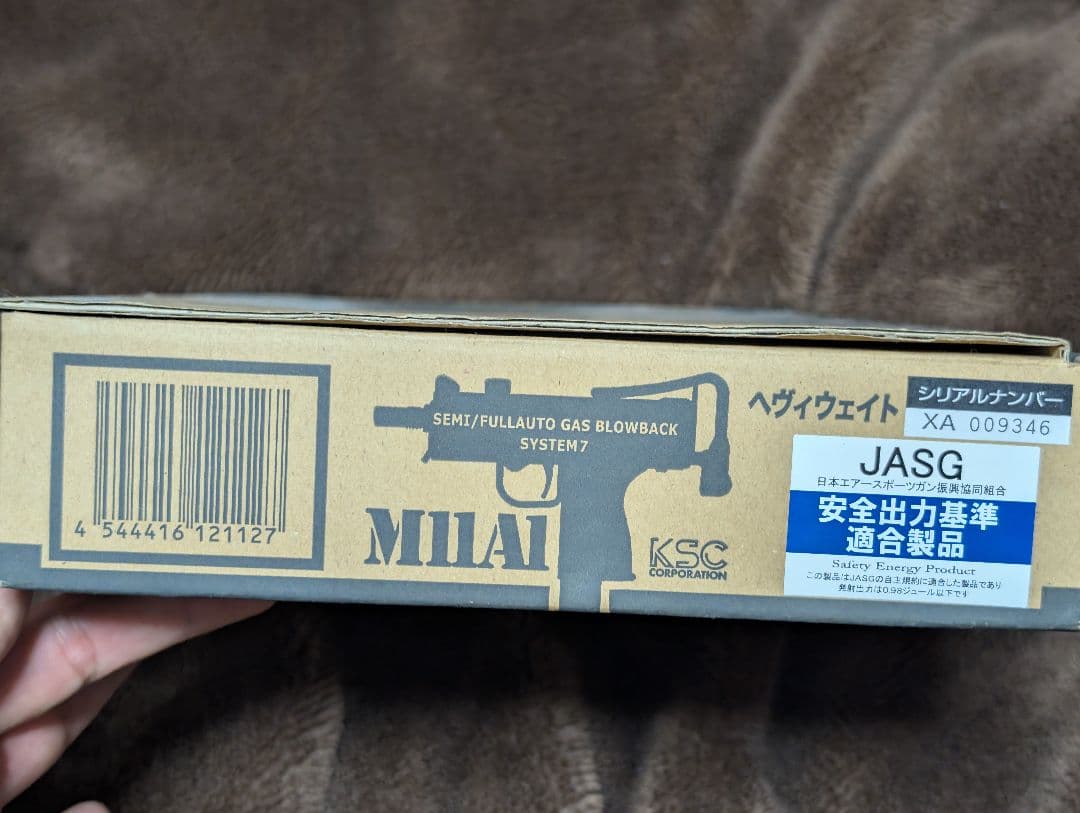 SEMI/FULLAUTO GAS BLOWBACK
SYSTEM 7
4 544416 121127
M11A1
KSC
CORPORATION
ヘヴィウェイト
シリアルナンバー
XA 009346
JASG
日本エアースポーツガン振興協同組合
安全出力基準
適合製品
Safety Energy Product
この製品はJASGの自主規約に適合した製品であり
発射出力は0.98ジュール以下です